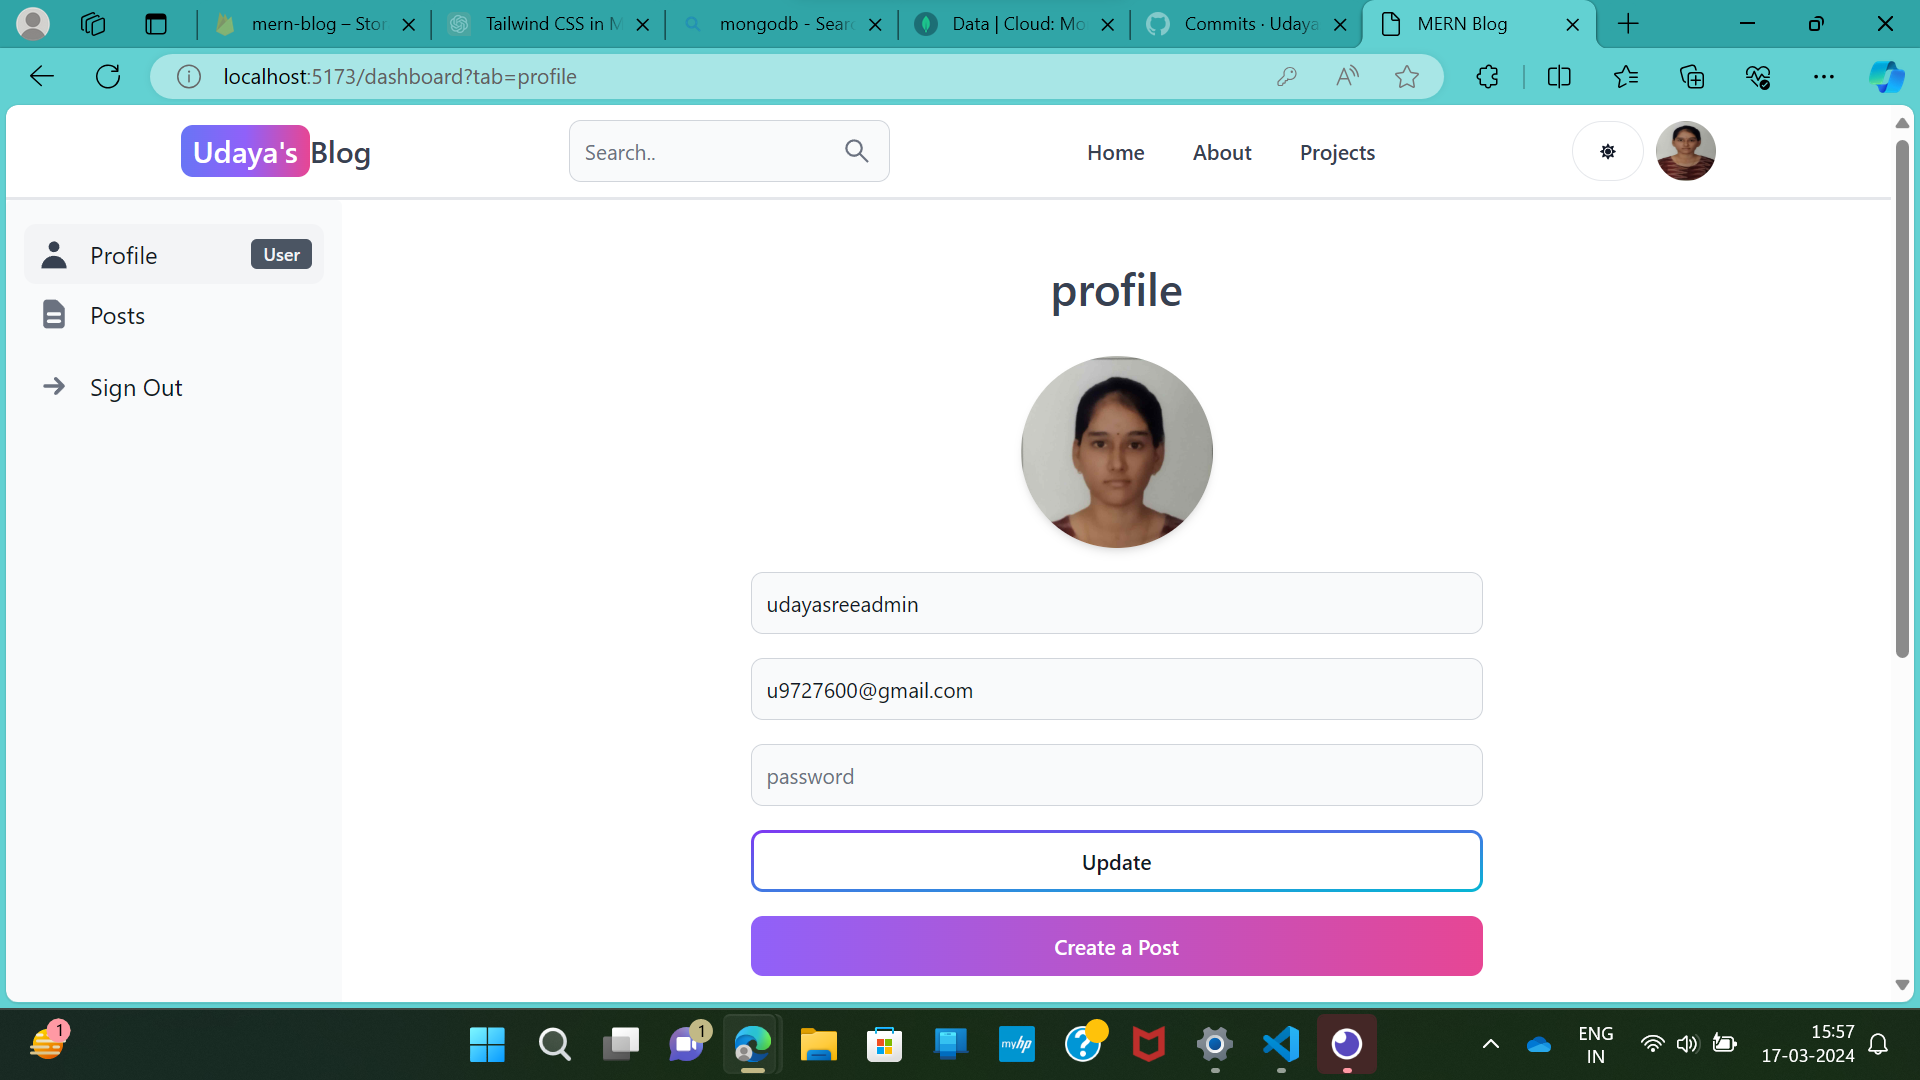 mern-blog – Stor
Tailwind CSS in M
mongodb - Sear
Data | Cloud: Mo
Commits · Udaya
MERN Blog
localhost:5173/dashboard?tab=profile
Udaya's Blog
Search..
Home
About
Projects
Profile
User
Posts
Sign Out
profile
udayasreeadmin
u9727600@gmail.com
password
Update
Create a Post
1
1
myhp
ENG
IN
15:57
17-03-2024